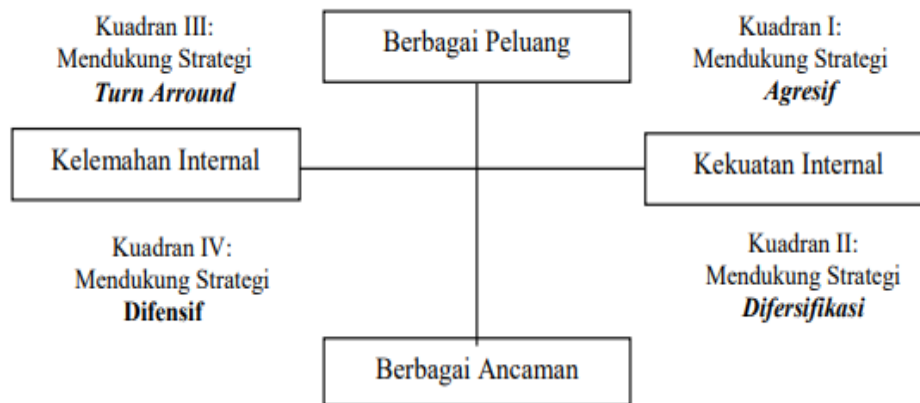 Kuadran III:
Mendukung Strategi
Turn Arround
Berbagai Peluang
Kuadran I:
Mendukung Strategi
Agresif
Kelemahan Internal
Kekuatan Internal
Kuadran IV:
Mendukung Strategi
Difensif
Kuadran II:
Mendukung Strategi
Difersifikasi
Berbagai Ancaman